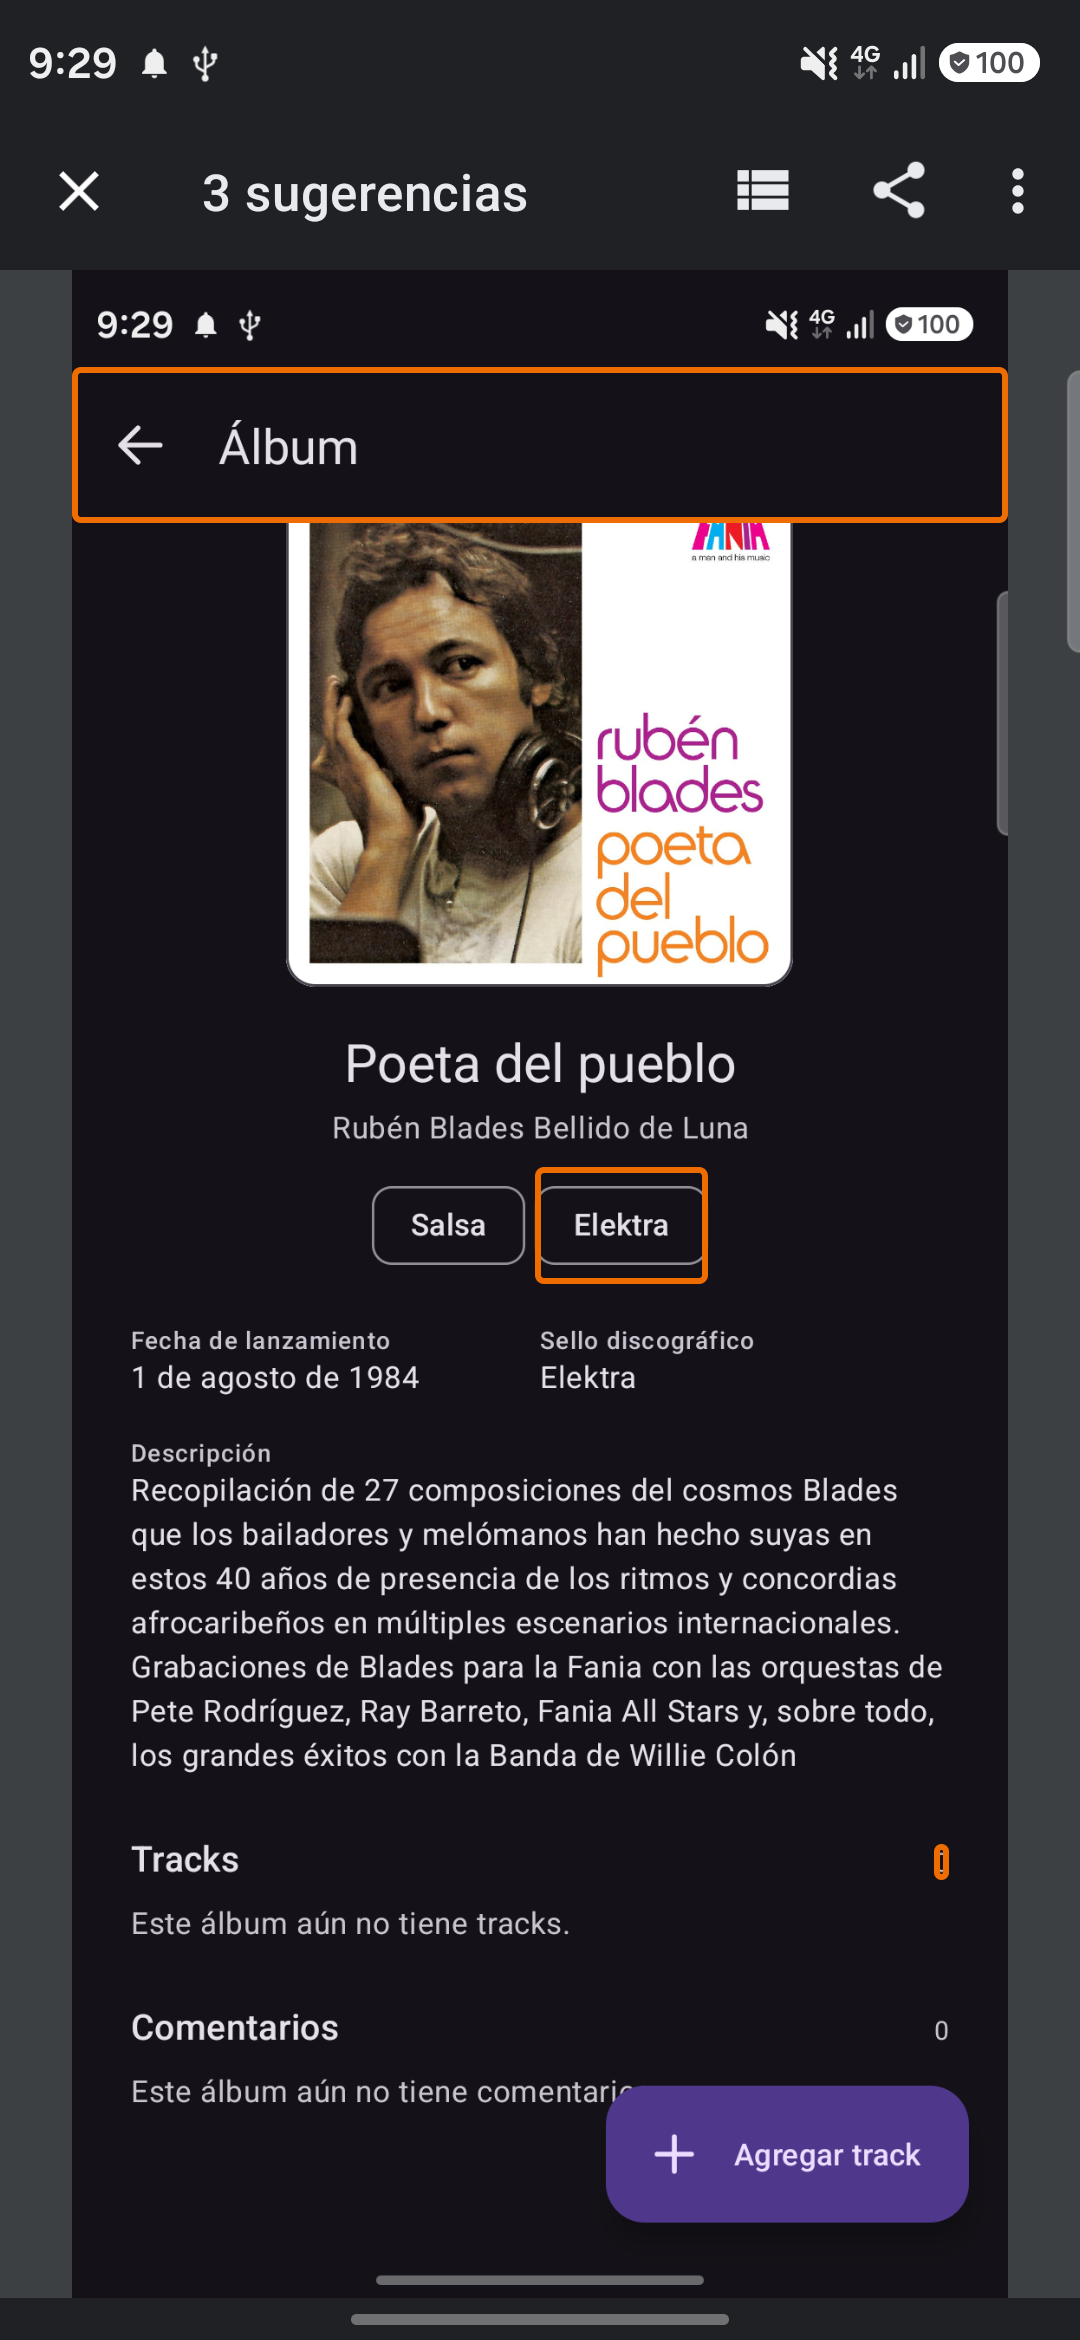 9:29
4G
100
3 sugerencias
9:29
4G
100
Álbum
FANIA
a man and his music
rubén
blades
poeta
del
pueblo
Poeta del pueblo
Rubén Blades Bellido de Luna
Salsa
Elektra
Fecha de lanzamiento
Sello discográfico
1 de agosto de 1984
Elektra
Descripción
Recopilación de 27 composiciones del cosmos Blades
que los bailadores y melómanos han hecho suyas en
estos 40 años de presencia de los ritmos y concordias
afrocaribeños en múltiples escenarios internacionales.
Grabaciones de Blades para la Fania con las orquestas de
Pete Rodríguez, Ray Barreto, Fania All Stars y, sobre todo,
los grandes éxitos con la Banda de Willie Colón
Tracks
Este álbum aún no tiene tracks.
Comentarios
0
Este álbum aún no tiene
Agregar track